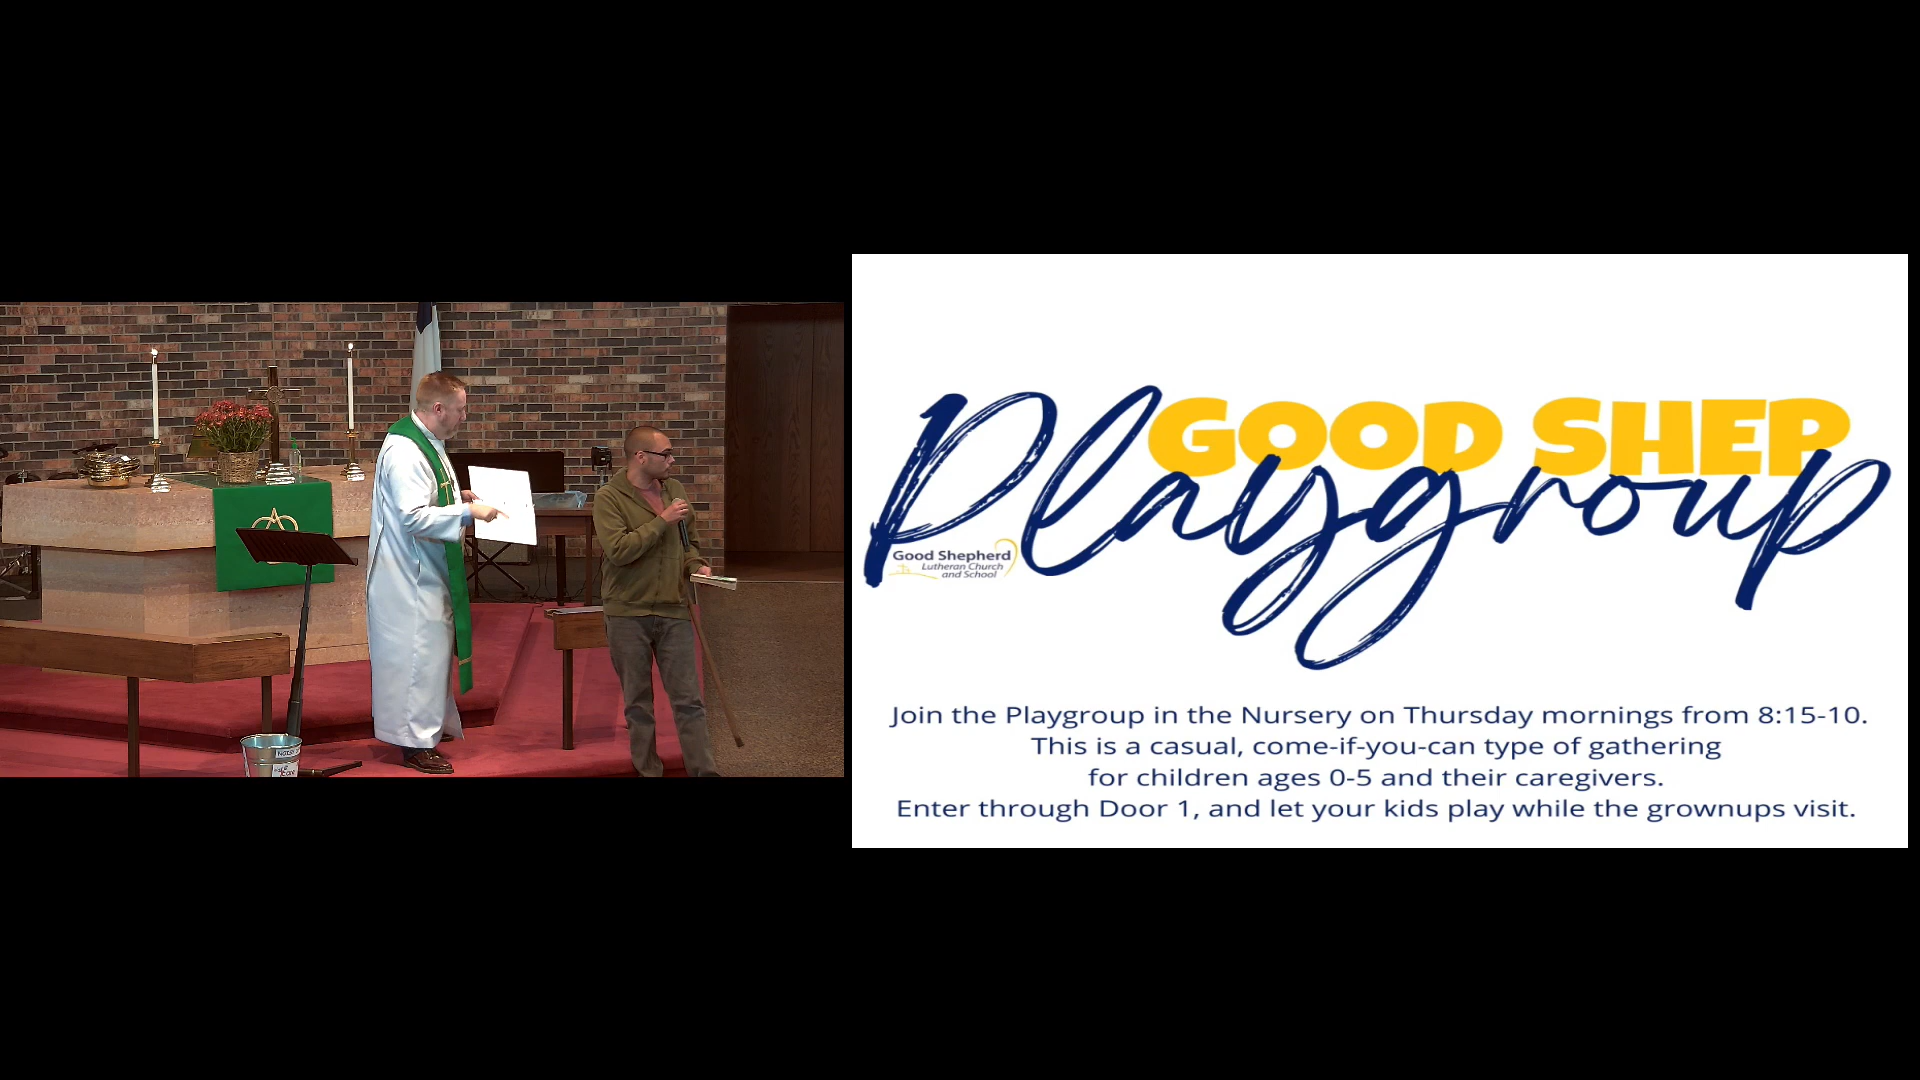 GOOD SHEP
Playgroup
Good Shepherd
Lutheran Church
and School
Join the Playgroup in the Nursery on Thursday mornings from 8:15-10.
This is a casual, come-if-you-can type of gathering
for children ages 0-5 and their caregivers.
Enter through Door 1, and let your kids play while the grownups visit.